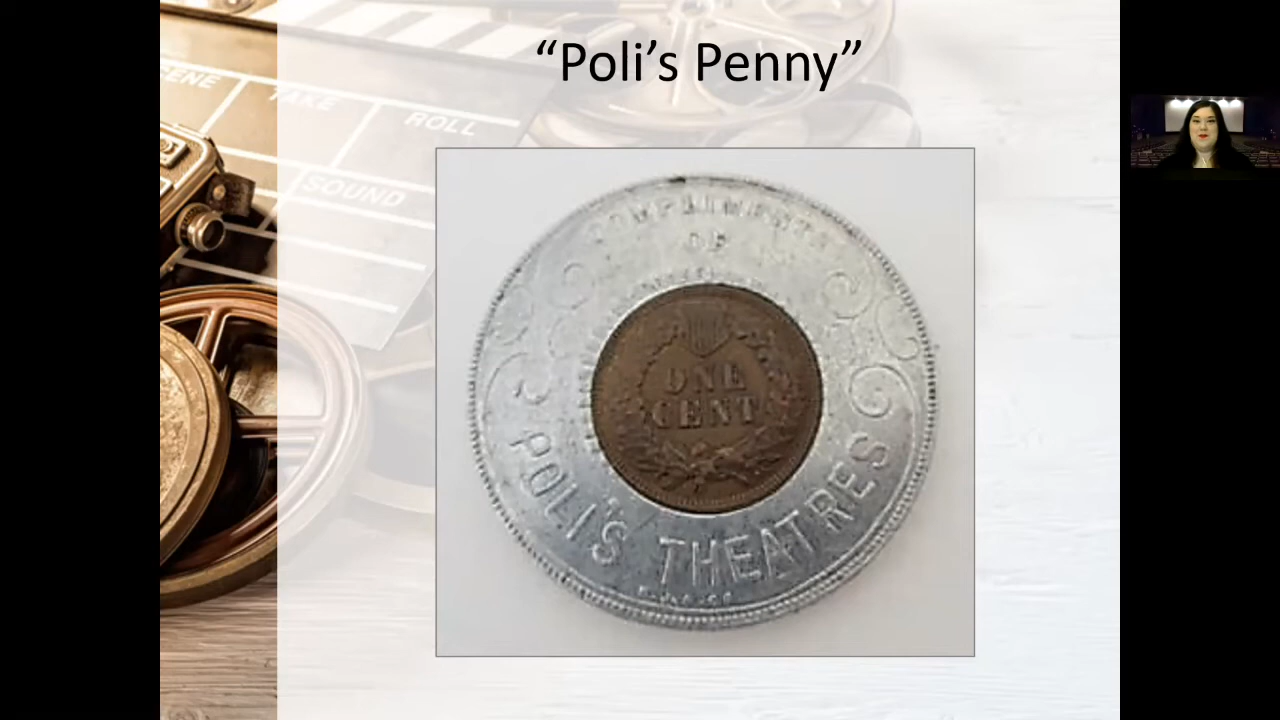 “Poli’s Penny”
SCENE
TAKE
ROLL
SOUND
COMPLIMENTS
OF
ONE
CENT
POLI'S THEATRES